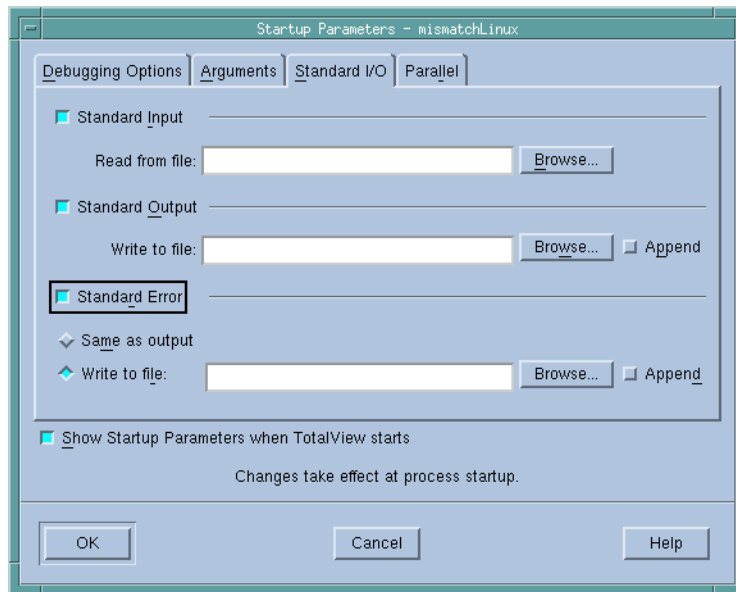 Startup Parameters - mismatchLinux
Debugging Options Arguments Standard I/O Parallel
Standard Input
Read from file: Browse...
Standard Output
Write to file: Browse... Append
Standard Error
Same as output
Write to file: Browse... Append
Show Startup Parameters when TotalView starts
Changes take effect at process startup.
OK Cancel Help